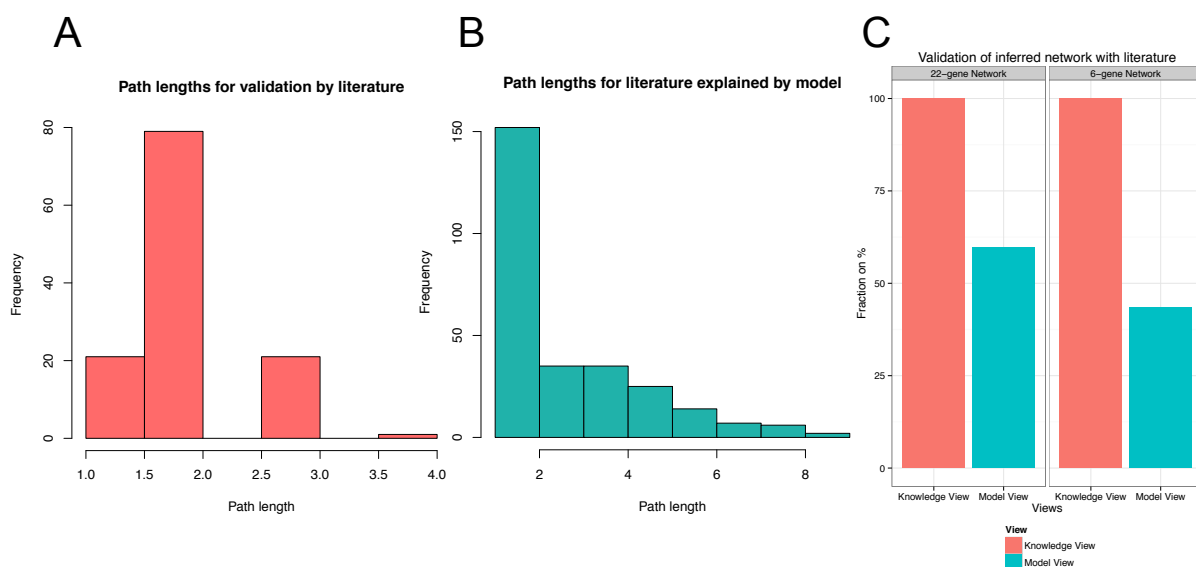 A
Path lengths for validation by literature
Frequency
0
20
40
60
80
1.0
1.5
2.0
2.5
3.0
3.5
4.0
Path length
B
Path lengths for literature explained by model
Frequency
0
50
100
150
2
4
6
8
Path length
C
Validation of inferred network with literature
22−gene Network
6−gene Network
Fraction on %
100
75
50
25
0
Knowledge View
Model View
Knowledge View
Model View
Views
View
Knowledge View
Model View